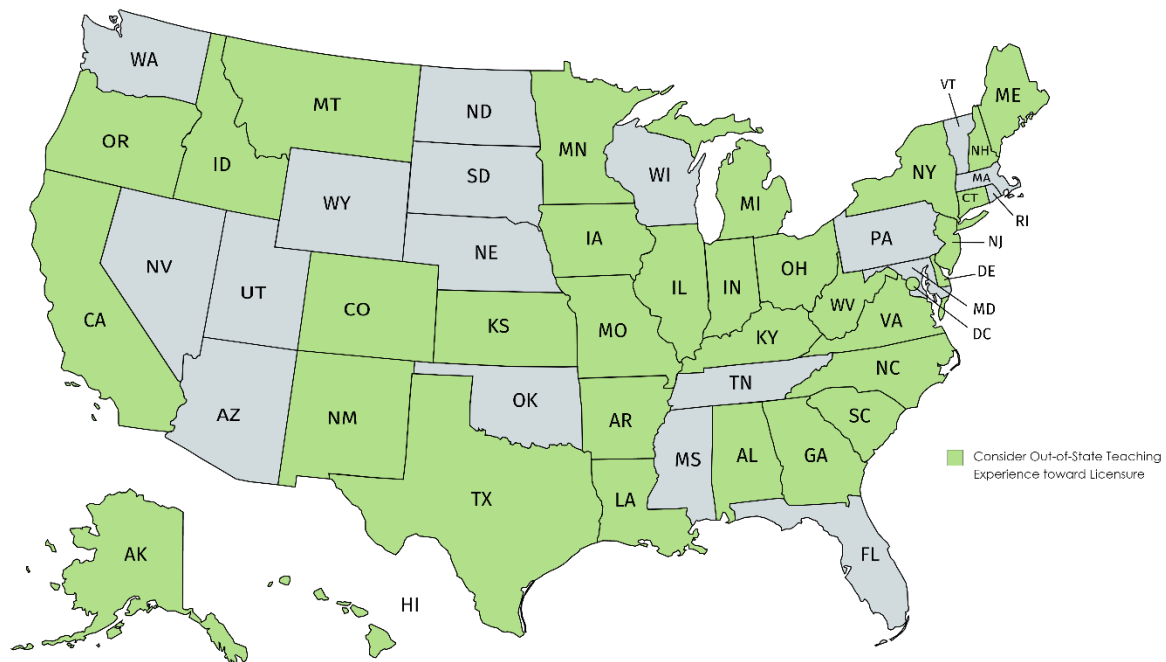 WA
VT
ME
MT
ND
OR
MN
NH
ID
NY
SD
WI
MA
CT
WY
MI
RI
IA
PA
NE
NJ
NV
OH
DE
UT
IL
IN
CO
WV
MD
CA
KS
MO
VA
DC
KY
NC
TN
OK
AZ
NM
AR
SC
MS
AL
GA
Consider Out-of-State Teaching
Experience toward Licensure
TX
LA
AK
FL
HI